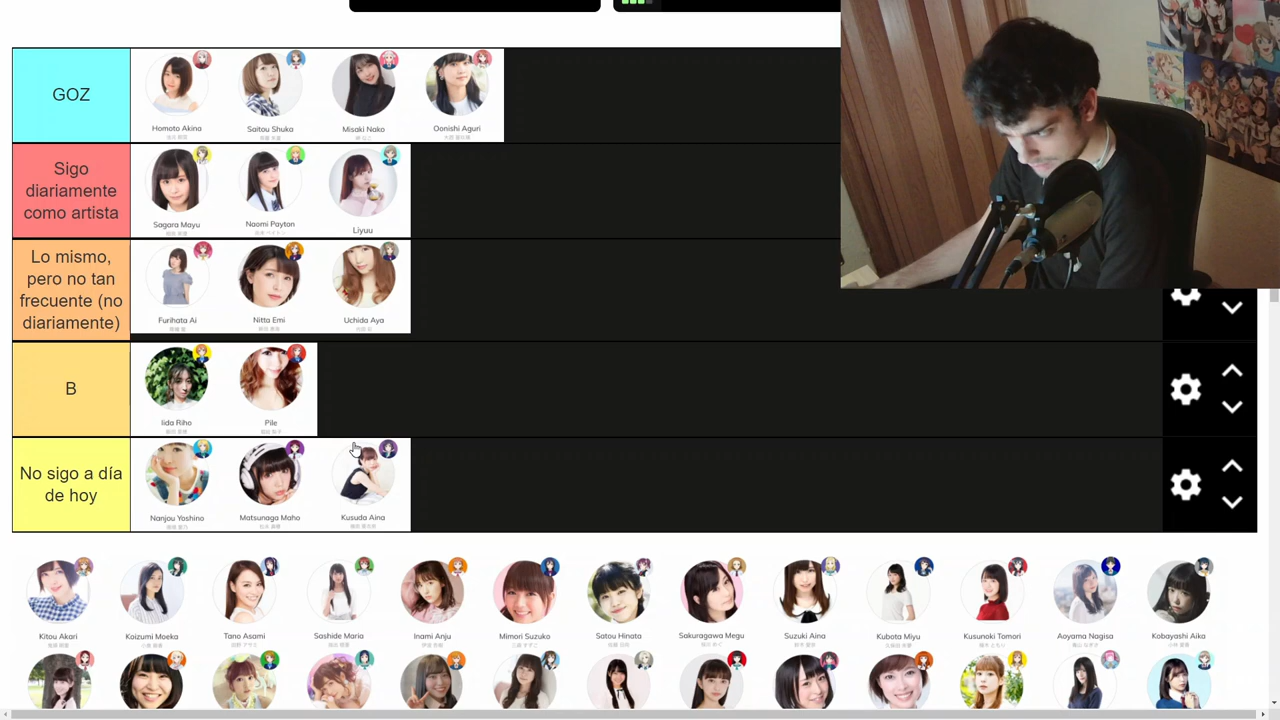 GOZ
Homoto Akina
Saitou Shuka
Misaki Nako
Oonishi Aguri
Sigo
diariamente
como artista
Sagara Mayu
Naomi Payton
Liyuu
Lo mismo,
pero no tan
frecuente (no
diariamente)
Furihata Ai
Nitta Emi
Uchida Aya
B
Iida Riho
Pile
No sigo a día
de hoy
Nanjou Yoshino
Matsunaga Maho
Kusuda Aina
Kitou Akari
Koizumi Moeka
Tano Asami
Sashide Maria
Inami Anju
Mimori Suzuko
Satou Hinata
Sakuragawa Megu
Suzuki Aina
Kubota Miyu
Kusunoki Tomori
Aoyama Nagisa
Kobayashi Aika